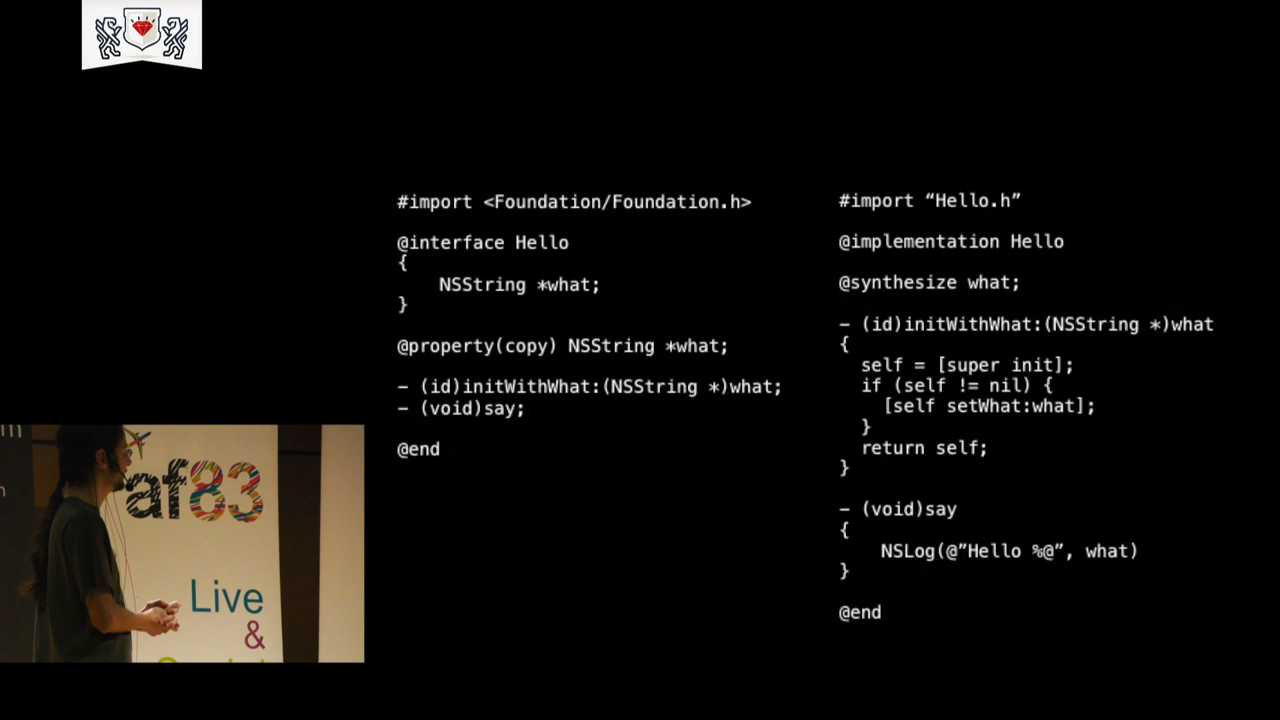 #import <Foundation/Foundation.h>
@interface Hello
{
NSString *what;
}
@property(copy) NSString *what;
- (id)initWithWhat:(NSString *)what;
- (void)say;
@end
#import “Hello.h”
@implementation Hello
@synthesize what;
- (id)initWithWhat:(NSString *)what
{
self = [super init];
if (self != nil) {
[self setWhat:what];
}
return self;
}
- (void)say
{
NSLog(@”Hello %@”, what)
}
@end
af83
Live
&